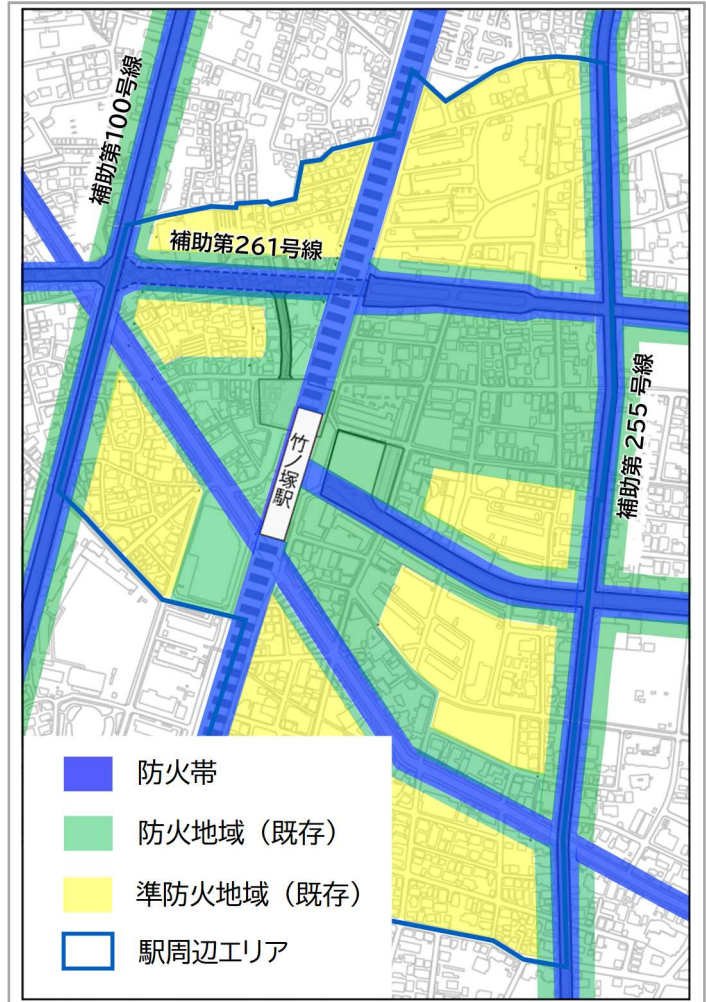 補助第100号線
補助第261号線
竹ノ塚駅
補助第255号線
防火帯
防火地域（既存）
準防火地域（既存）
駅周辺エリア